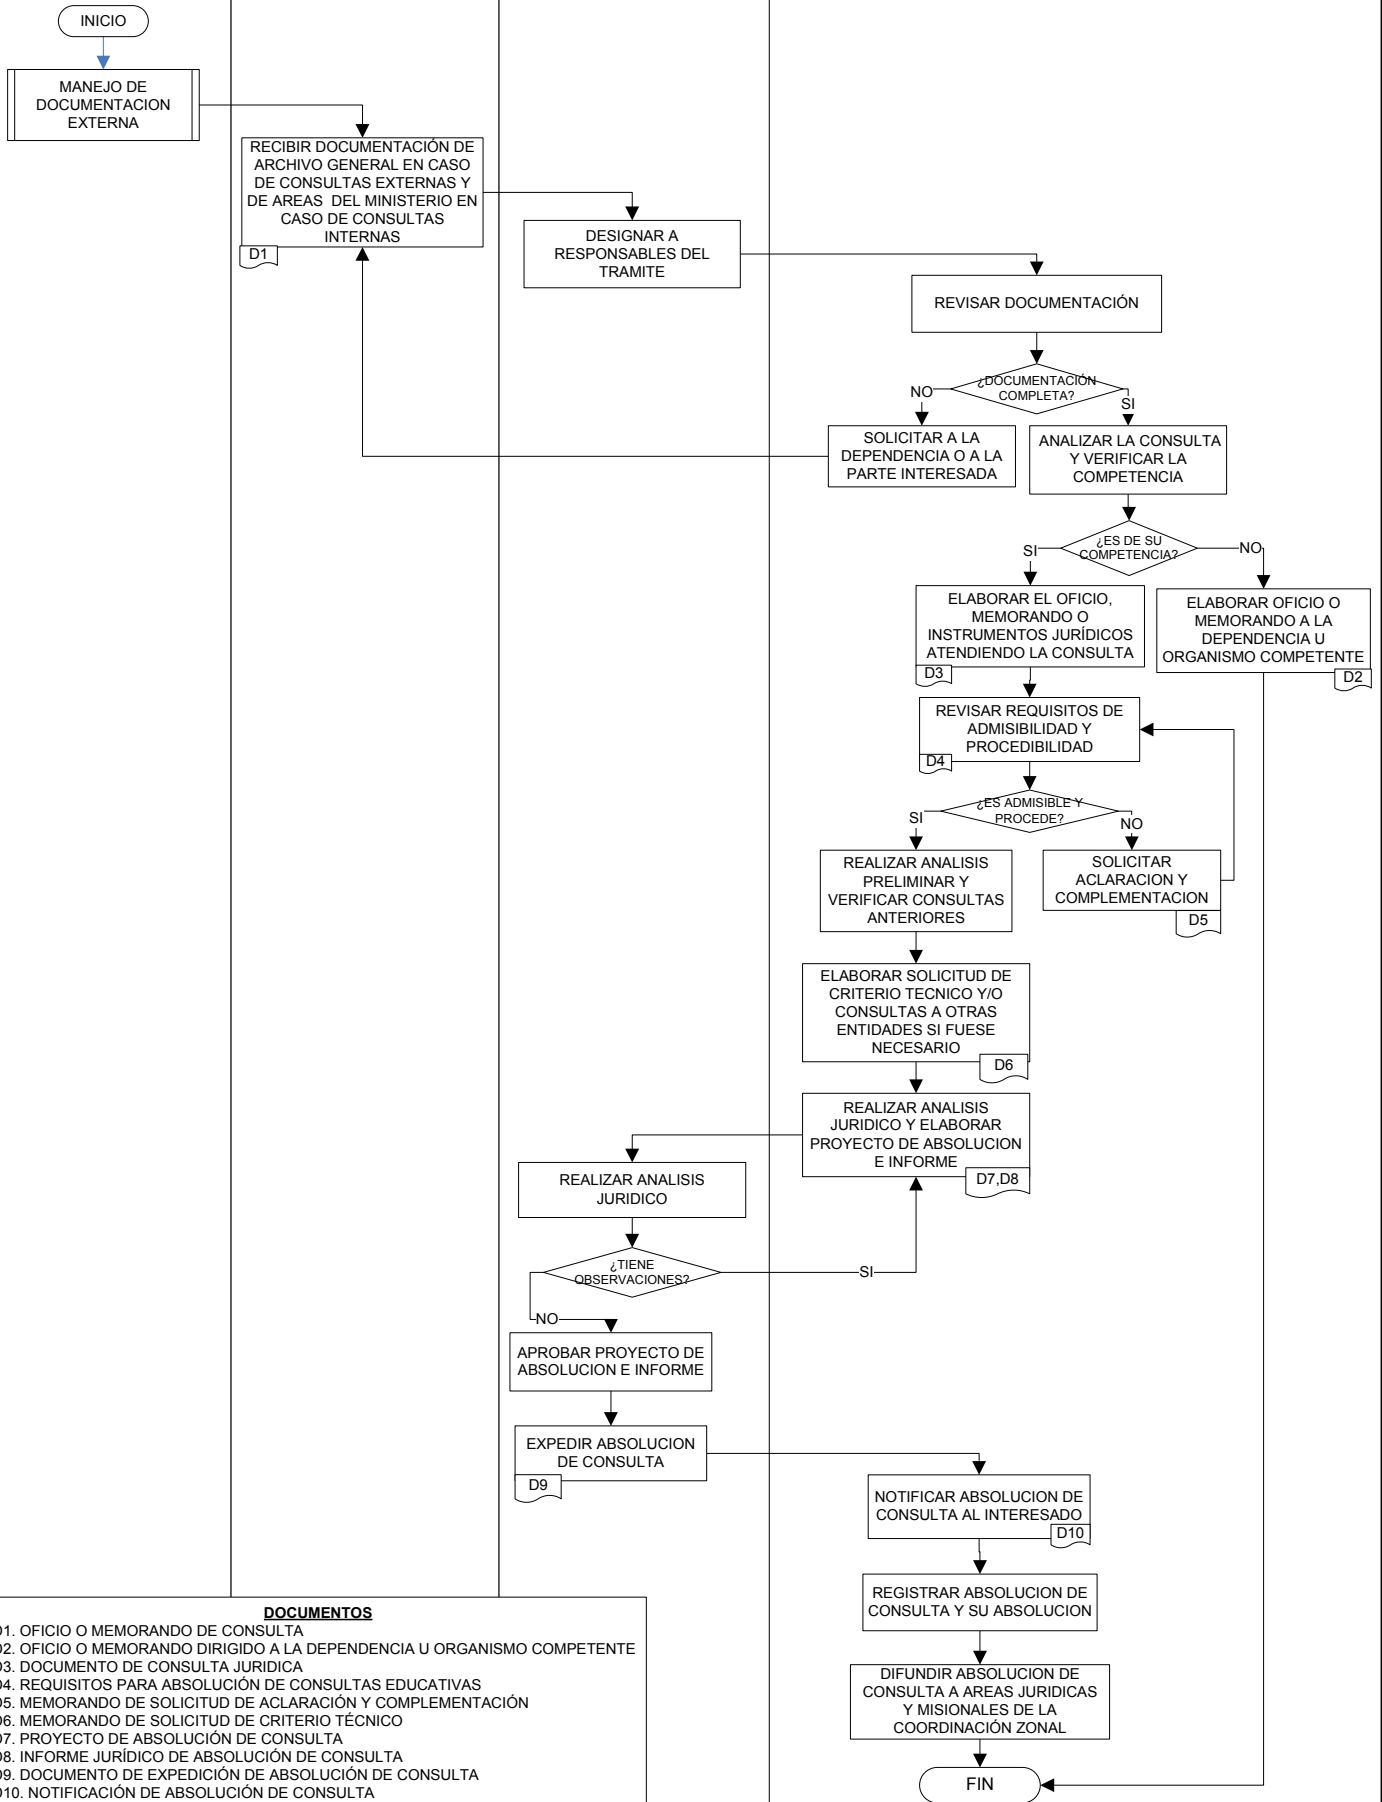 INICIO
MANEJO DE
DOCUMENTACION
EXTERNA
RECIBIR DOCUMENTACIÓN DE
ARCHIVO GENERAL EN CASO
DE CONSULTAS EXTERNAS Y
DE AREAS DEL MINISTERIO EN
CASO DE CONSULTAS
INTERNAS
D1
DESIGNAR A
RESPONSABLES DEL
TRAMITE
REVISAR DOCUMENTACIÓN
¿DOCUMENTACIÓN
COMPLETA?
NO
SI
SOLICITAR A LA
DEPENDENCIA O A LA
PARTE INTERESADA
ANALIZAR LA CONSULTA
Y VERIFICAR LA
COMPETENCIA
¿ES DE SU
COMPETENCIA?
SI
NO
ELABORAR EL OFICIO,
MEMORANDO O
INSTRUMENTOS JURÍDICOS
ATENDIENDO LA CONSULTA
D3
ELABORAR OFICIO O
MEMORANDO A LA
DEPENDENCIA U
ORGANISMO COMPETENTE
D2
REVISAR REQUISITOS DE
ADMISIBILIDAD Y
PROCEDIBILIDAD
D4
¿ES ADMISIBLE Y
PROCEDE?
SI
NO
REALIZAR ANALISIS
PRELIMINAR Y
VERIFICAR CONSULTAS
ANTERIORES
SOLICITAR
ACLARACION Y
COMPLEMENTACION
D5
ELABORAR SOLICITUD DE
CRITERIO TECNICO Y/O
CONSULTAS A OTRAS
ENTIDADES SI FUESE
NECESARIO
D6
REALIZAR ANALISIS
JURIDICO Y ELABORAR
PROYECTO DE ABSOLUCION
E INFORME
D7,D8
REALIZAR ANALISIS
JURIDICO
¿TIENE
OBSERVACIONES?
SI
NO
APROBAR PROYECTO DE
ABSOLUCION E INFORME
EXPEDIR ABSOLUCION
DE CONSULTA
D9
NOTIFICAR ABSOLUCION DE
CONSULTA AL INTERESADO
D10
REGISTRAR ABSOLUCION DE
CONSULTA Y SU ABSOLUCION
DIFUNDIR ABSOLUCION DE
CONSULTA A AREAS JURIDICAS
Y MISIONALES DE LA
COORDINACIÓN ZONAL
FIN
DOCUMENTOS
D1. OFICIO O MEMORANDO DE CONSULTA
D2. OFICIO O MEMORANDO DIRIGIDO A LA DEPENDENCIA U ORGANISMO COMPETENTE
D3. DOCUMENTO DE CONSULTA JURIDICA
D4. REQUISITOS PARA ABSOLUCIÓN DE CONSULTAS EDUCATIVAS
D5. MEMORANDO DE SOLICITUD DE ACLARACIÓN Y COMPLEMENTACIÓN
D6. MEMORANDO DE SOLICITUD DE CRITERIO TÉCNICO
D7. PROYECTO DE ABSOLUCIÓN DE CONSULTA
D8. INFORME JURÍDICO DE ABSOLUCIÓN DE CONSULTA
D9. DOCUMENTO DE EXPEDICIÓN DE ABSOLUCIÓN DE CONSULTA
D10. NOTIFICACIÓN DE ABSOLUCIÓN DE CONSULTA